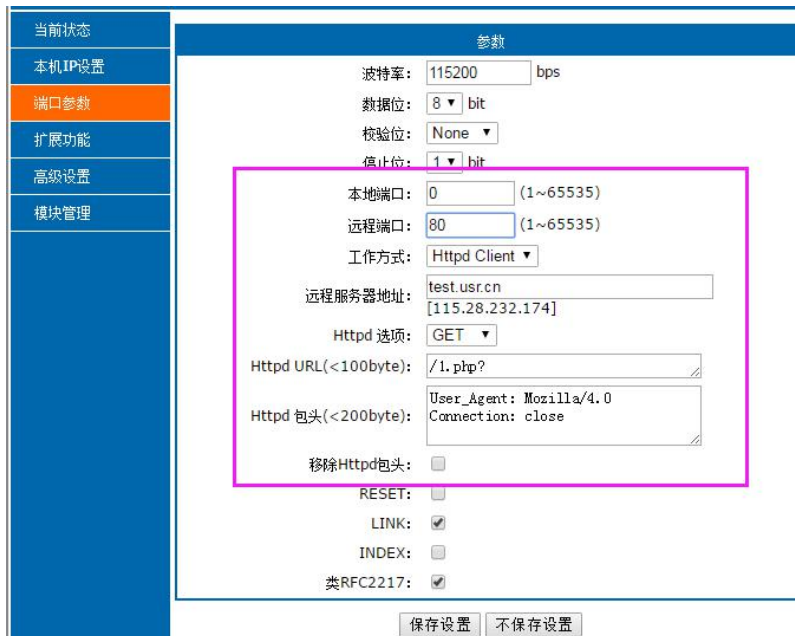 当前状态
本机IP设置
端口参数
扩展功能
高级设置
模块管理
参数
波特率: 115200 bps
数据位: 8 bit
校验位: None
停止位: 1 bit
本地端口: 0 (1~65535)
远程端口: 80 (1~65535)
工作方式: Httpd Client
远程服务器地址: test.usr.cn
[115.28.232.174]
Httpd 选项: GET
Httpd URL(<100byte): /1.php?
Httpd 包头(<200byte): User_Agent: Mozilla/4.0
Connection: close
移除Httpd包头:
RESET:
LINK:
INDEX:
类RFC2217:
保存设置 不保存设置